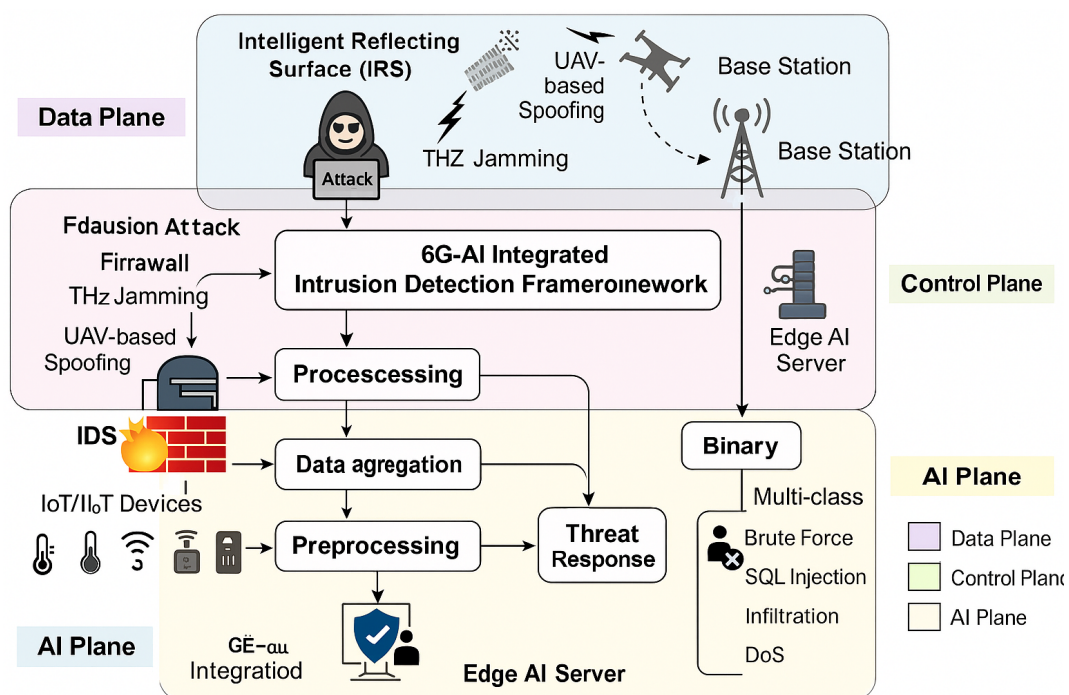 Intelligent Reflecting
Surface (IRS)
UAV-
based
Spoofing
Base Station
Data Plane
THZ Jamming
Base Station
Attack
Fdausion Attack
Firrawall
THz Jamming
UAV-based
Spoofing
6G-AI Integrated
Intrusion Detection Frameroinework
Control Plane
Edge AI
Server
Procescessing
IDS
Data agregation
Binary
AI Plane
IoT/IIoT Devices
Multi-class
Threat
Response
Preprocessing
Brute Force
SQL Injection
Infiltration
DoS
Data Plane
Control Pland
AI Plane
AI Plane
GË-au
Integratiod
Edge AI Server